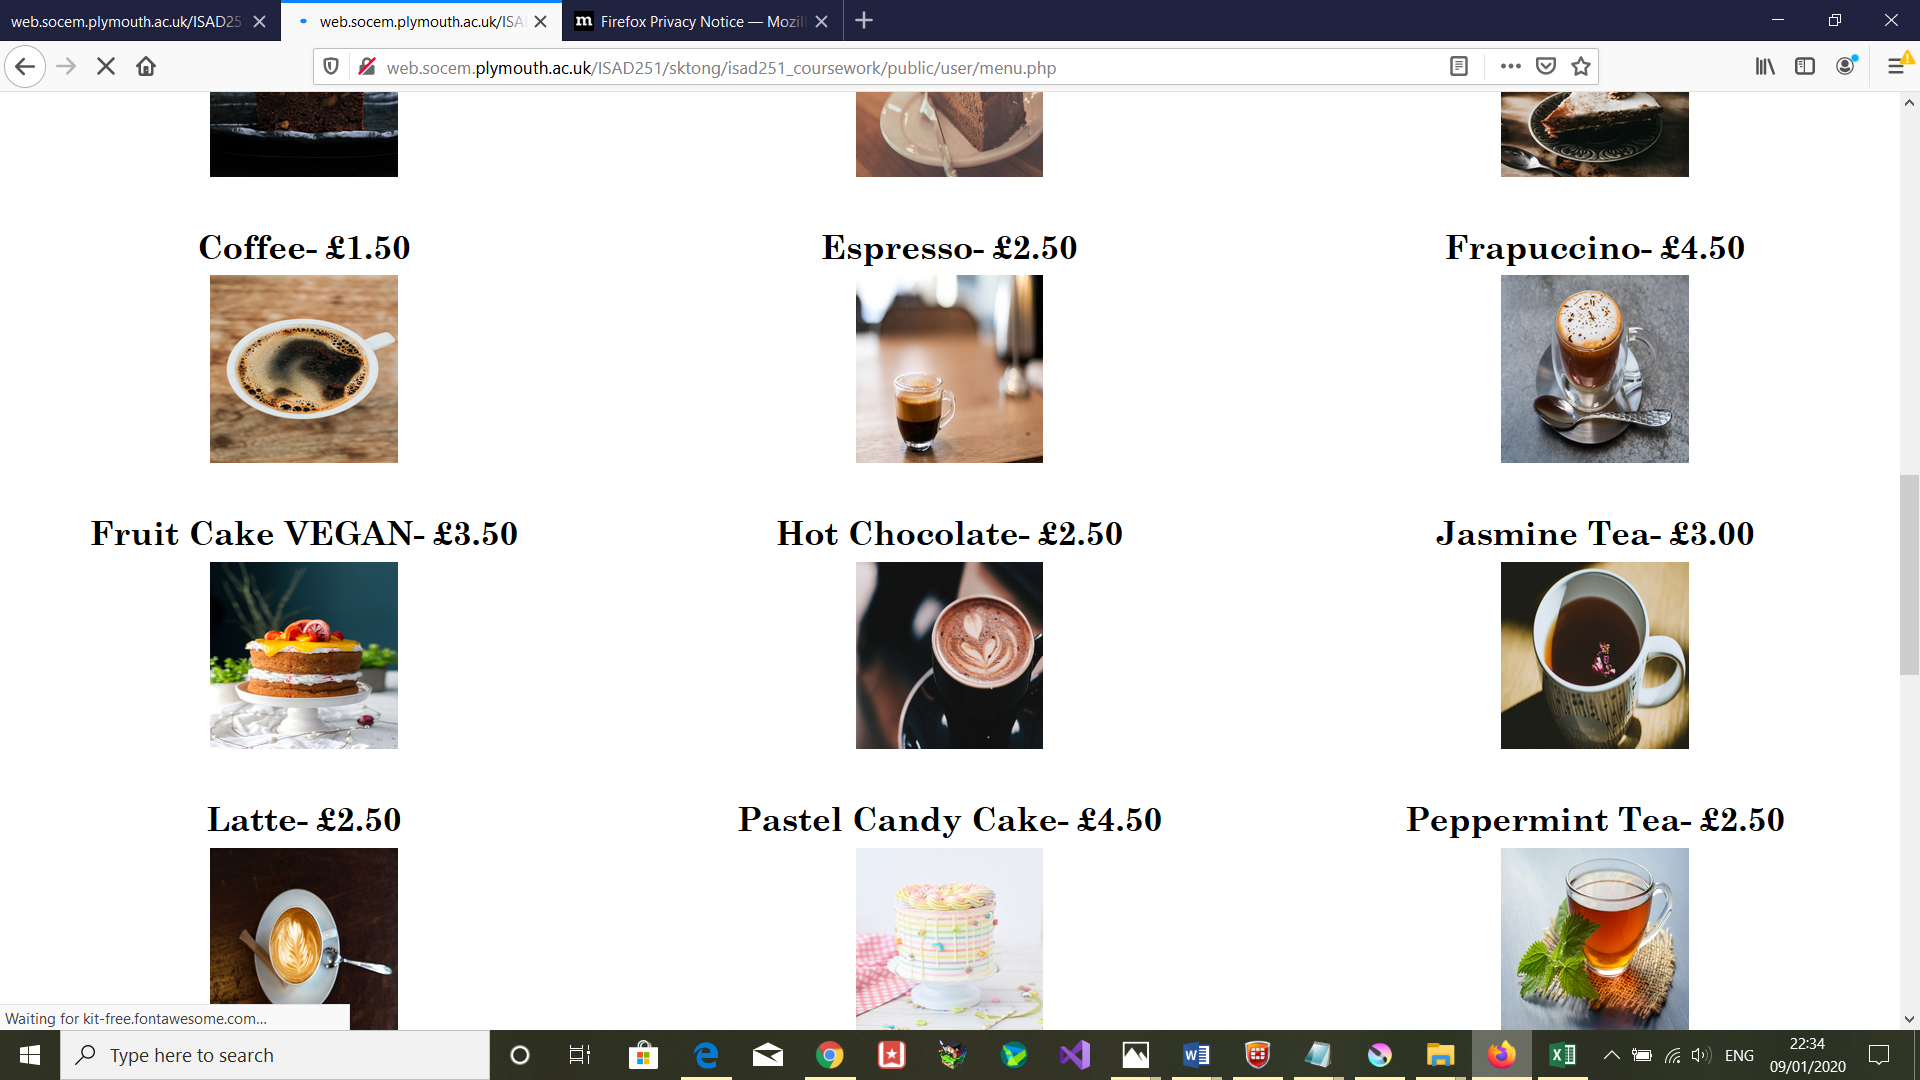 web.socem.plymouth.ac.uk/ISAD25
web.socem.plymouth.ac.uk/ISA
Firefox Privacy Notice — Mozil
web.socem.plymouth.ac.uk/ISAD251/sktong/isad251_coursework/public/user/menu.php
Coffee- £1.50
Espresso- £2.50
Frapuccino- £4.50
Fruit Cake VEGAN- £3.50
Hot Chocolate- £2.50
Jasmine Tea- £3.00
Latte- £2.50
Pastel Candy Cake- £4.50
Peppermint Tea- £2.50
Waiting for kit-free.fontawesome.com...
Type here to search
ENG
22:34
09/01/2020